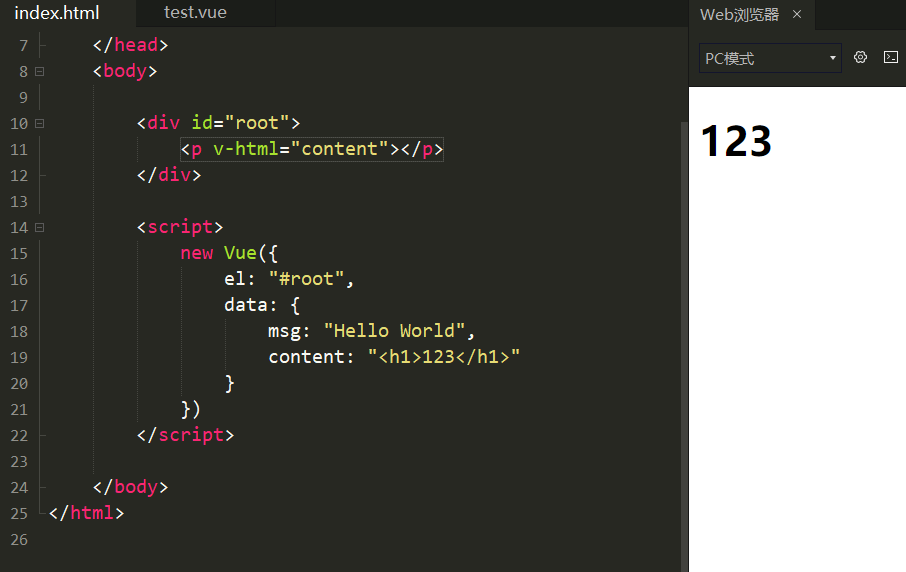 index.html test.vue
Web浏览器 ×
PC模式
7 </head>
8 <body>
9
10 <div id="root">
11 <p v-html="content"></p>
12 </div>
13
14 <script>
15 new Vue({
16 el: "#root",
17 data: {
18 msg: "Hello World",
19 content: "<h1>123</h1>"
20 }
21 })
22 </script>
23
24 </body>
25 </html>
26
123